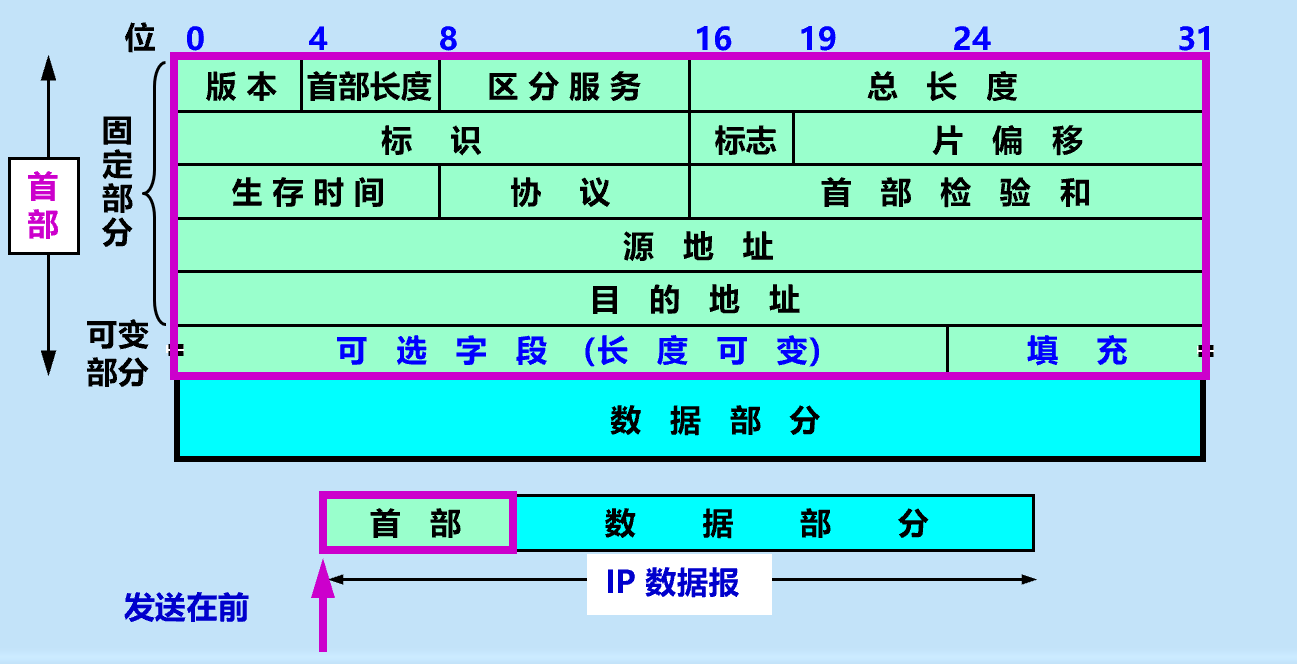 位 0 4 8 16 19 24 31
版本 首部长度 区分服务 总长度
标识 标志 片偏移
生存时间 协议 首部检验和
源地址
目的地址
可选字段 (长度可变) 填充
数据部分
固定部分
首部
可变
部分
首部 数据部分
IP 数据报
发送在前